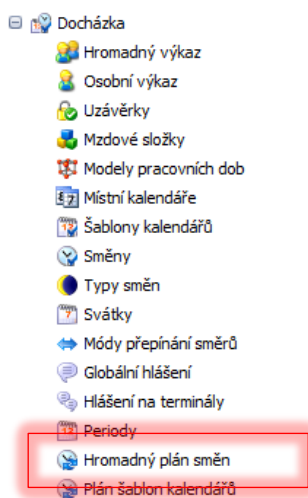 Docházka
Hromadný výkaz
Osobní výkaz
Uzávěrky
Mzdové složky
Modely pracovních dob
Místní kalendáře
Šablony kalendářů
Směny
Typy směn
Svátky
Módy přepínání směrů
Globální hlášení
Hlášení na terminály
Periody
Hromadný plán směn
Plán šablon kalendářů